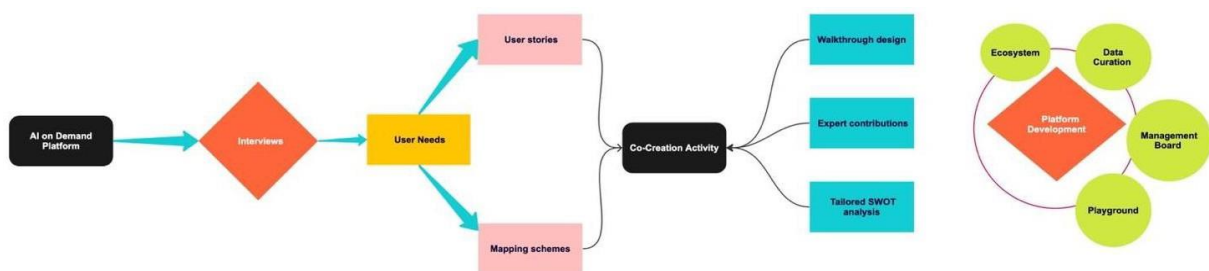 AI on Demand
Platform
Interviews
User Needs
User stories
Mapping schemes
Co-Creation Activity
Walkthrough design
Expert contributions
Tailored SWOT
analysis
Ecosystem
Data
Curation
Platform
Development
Management
Board
Playground